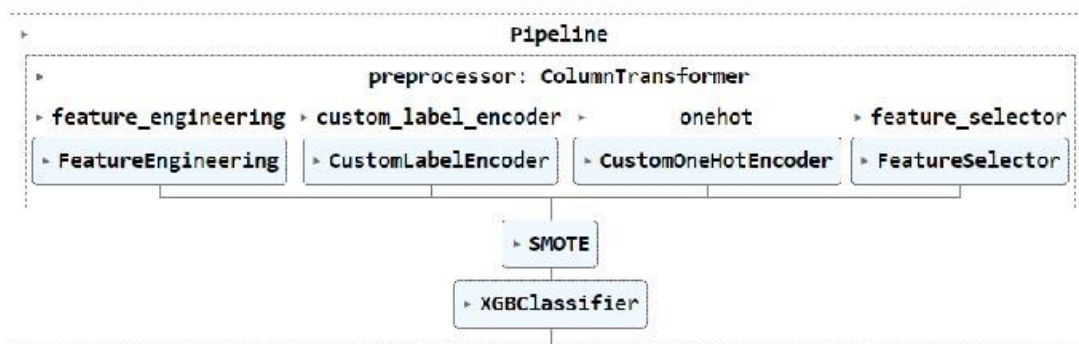 Pipeline
preprocessor: ColumnTransformer
feature_engineering custom_label_encoder onehot feature_selector
FeatureEngineering CustomLabelEncoder CustomOneHotEncoder FeatureSelector
SMOTE
XGBClassifier